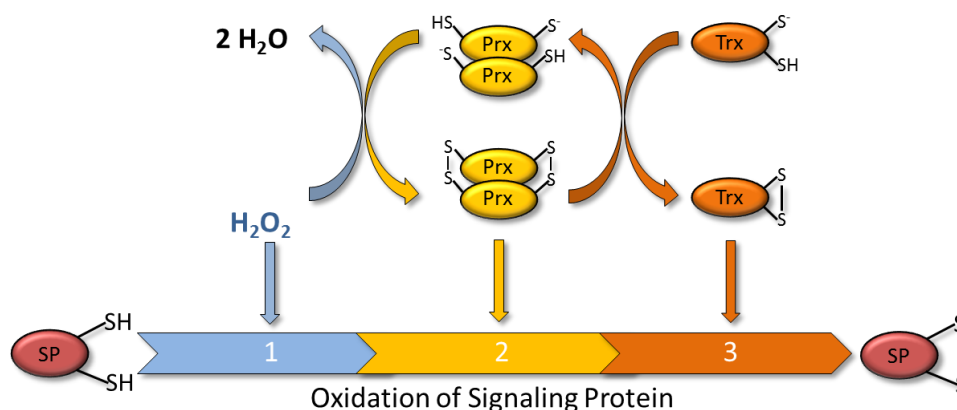 2 H₂O
HS
S⁻
Prx
⁻S
SH
Prx
S⁻
Trx
SH
S
S
Prx
S
S
Prx
S
Trx
S
H₂O₂
SH
SP
SH
1
2
3
S
SP
S
Oxidation of Signaling Protein